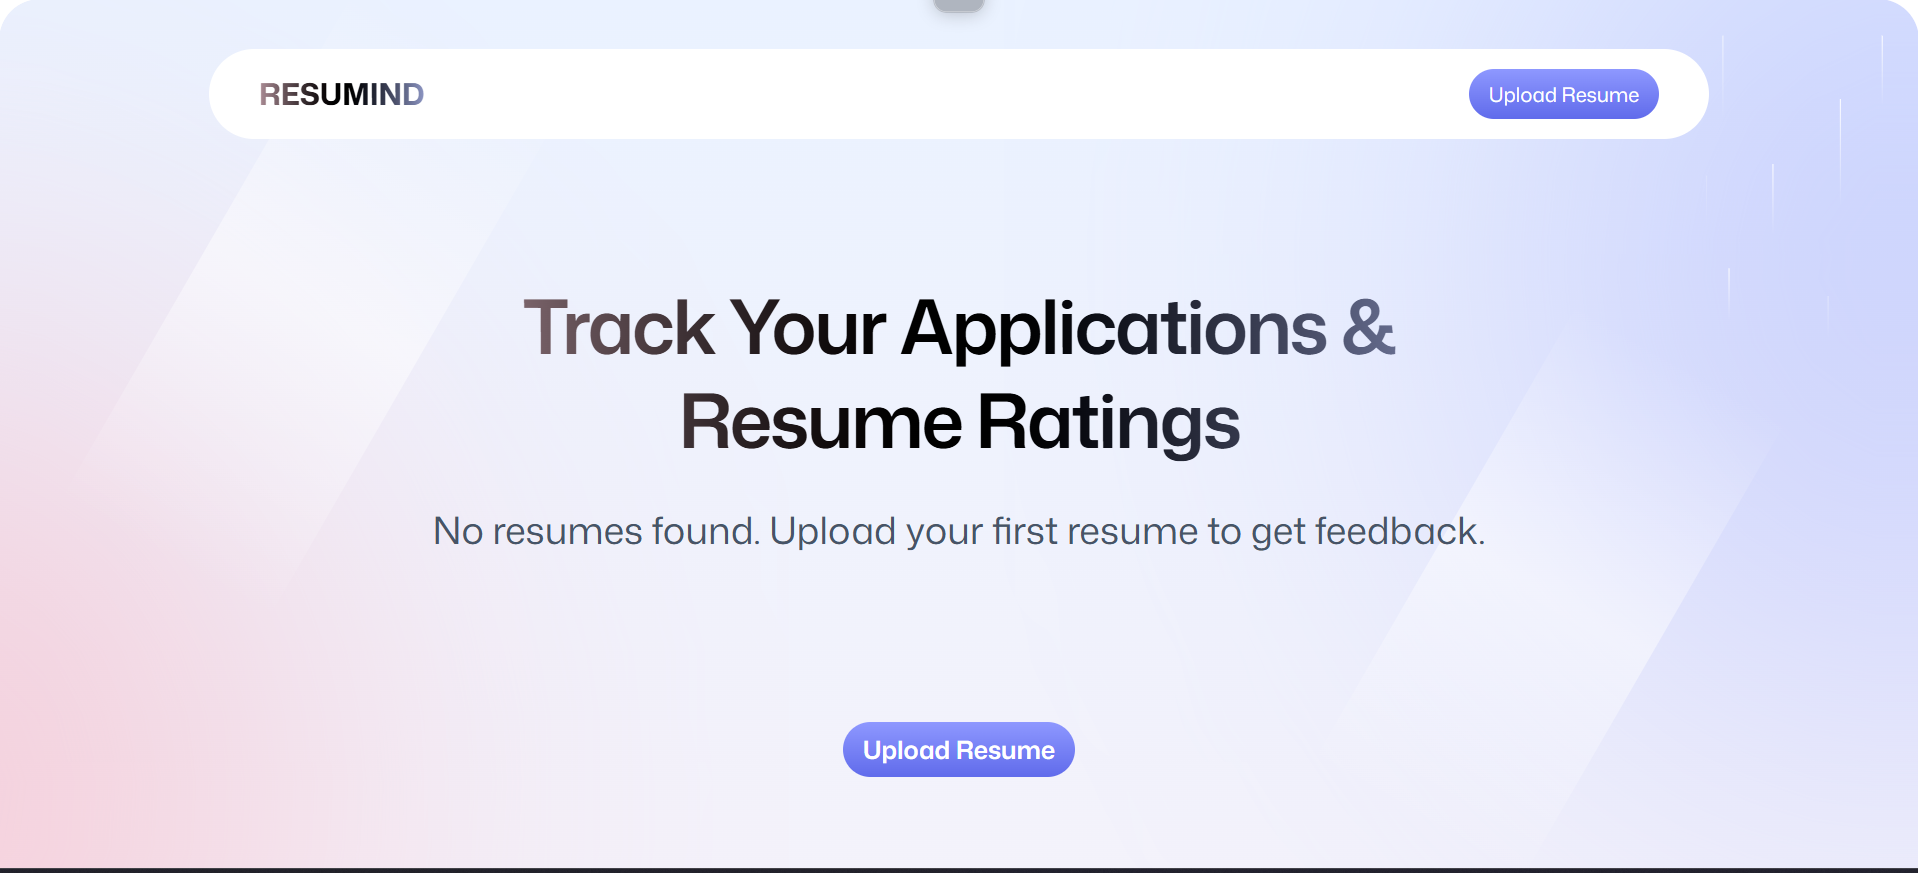 RESUMIND
Upload Resume
Track Your Applications &
Resume Ratings
No resumes found. Upload your first resume to get feedback.
Upload Resume